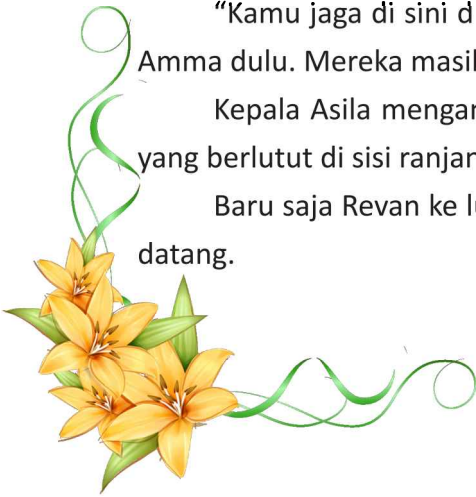 “Kamu jaga di sini d
Amma dulu. Mereka masil
Kepala Asila mengar
yang berlutut di sisi ranjan
Baru saja Revan ke lu
datang.